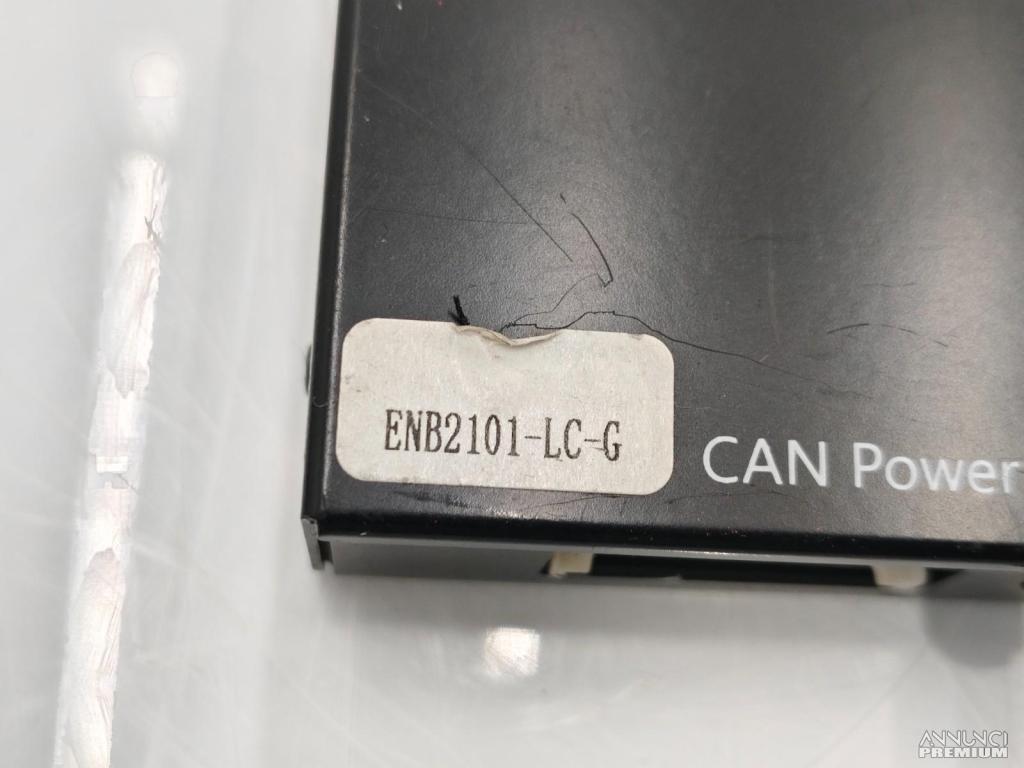 ENB2101-LC-G
CAN Power
ANNUNCI
PREMIUM